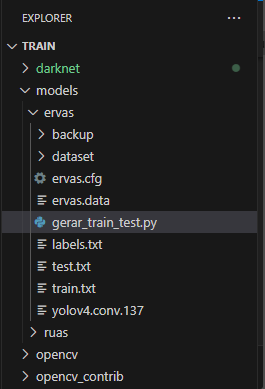 EXPLORER
TRAIN
darknet
models
ervas
backup
dataset
ervas.cfg
ervas.data
gerar_train_test.py
labels.txt
test.txt
train.txt
yolov4.conv.137
ruas
opencv
opencv_contrib